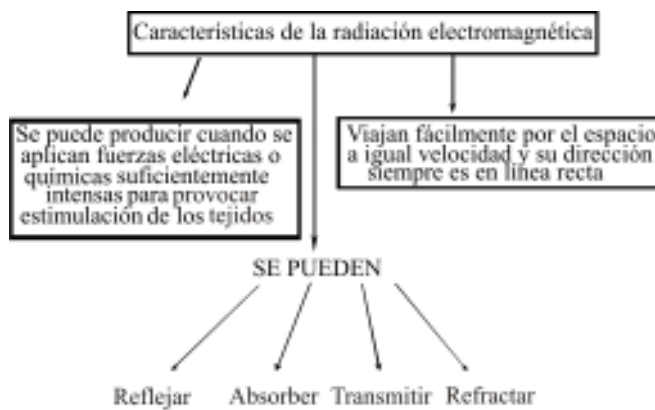 Características de la radiación electromagnética
Se puede producir cuando se
aplican fuerzas eléctricas o
químicas suficientemente
intensas para provocar
estimulación de los tejidos
Viajan fácilmente por el espacio
a igual velocidad y su dirección
siempre es en línea recta
SE PUEDEN
Reflejar Absorber Transmitir Refractar